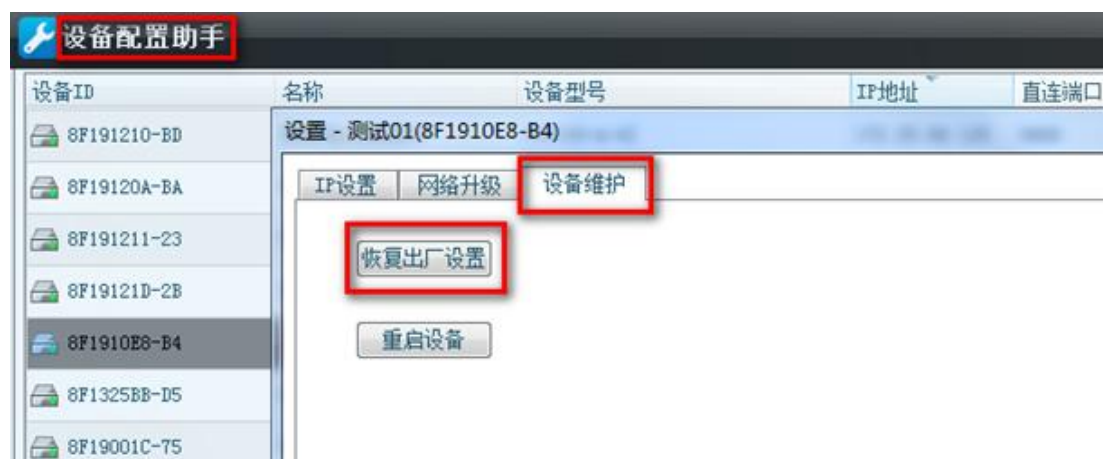 设备配置助手
设备ID 名称 设备型号 IP地址 直连端口
8F191210-BD
设置 - 测试01(8F1910E8-B4)
8F19120A-BA
IP设置 网络升级 设备维护
8F191211-23
恢复出厂设置
8F19121D-2B
8F1910E8-B4
重启设备
8F1325BB-D5
8F19001C-75